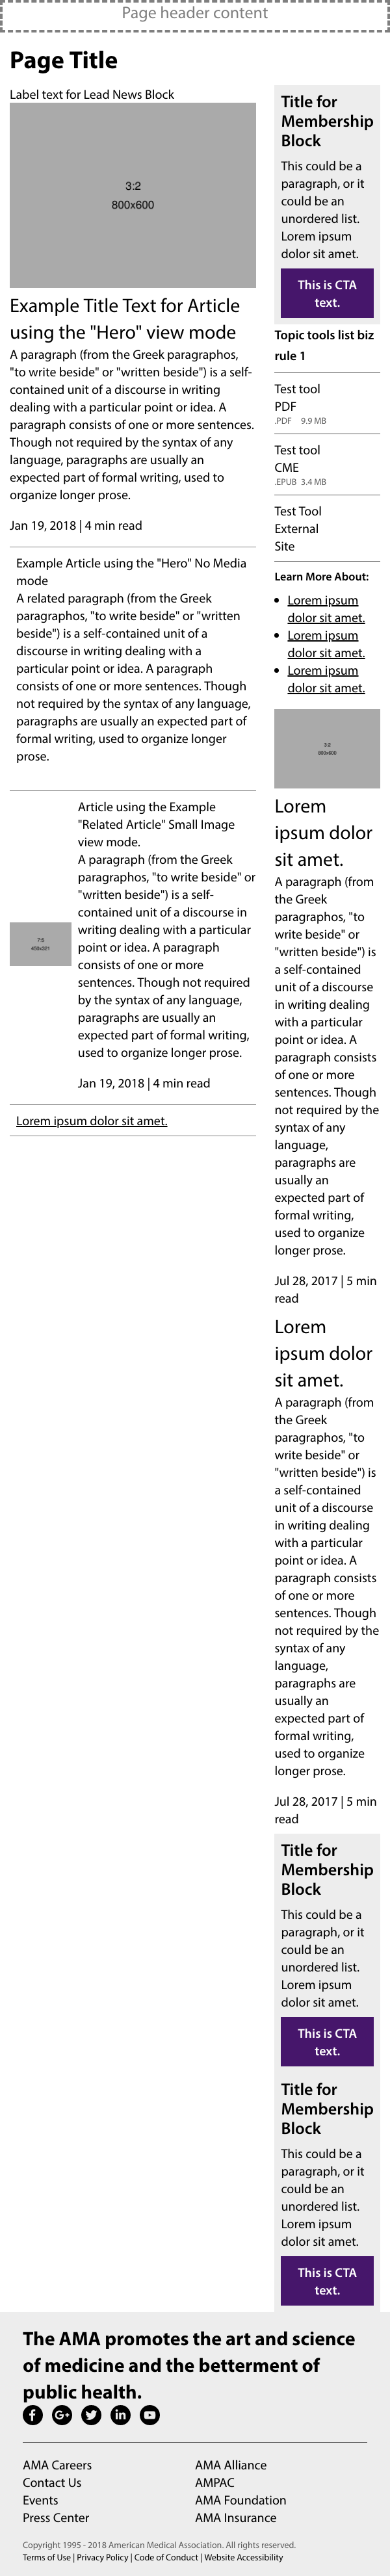 Page header content
Page Title
Label text for Lead News Block
3:2
800x600
Example Title Text for Article
using the "Hero" view mode
A paragraph (from the Greek paragraphos,
"to write beside" or "written beside") is a self-
contained unit of a discourse in writing
dealing with a particular point or idea. A
paragraph consists of one or more sentences.
Though not required by the syntax of any
language, paragraphs are usually an
expected part of formal writing, used to
organize longer prose.
Jan 19, 2018 | 4 min read
Example Article using the "Hero" No Media
mode
A related paragraph (from the Greek
paragraphos, "to write beside" or "written
beside") is a self-contained unit of a
discourse in writing dealing with a
particular point or idea. A paragraph
consists of one or more sentences. Though
not required by the syntax of any language,
paragraphs are usually an expected part of
formal writing, used to organize longer
prose.
7:5
450x321
Article using the Example
"Related Article" Small Image
view mode.
A paragraph (from the Greek
paragraphos, "to write beside" or
"written beside") is a self-
contained unit of a discourse in
writing dealing with a particular
point or idea. A paragraph
consists of one or more
sentences. Though not required
by the syntax of any language,
paragraphs are usually an
expected part of formal writing,
used to organize longer prose.
Jan 19, 2018 | 4 min read
Lorem ipsum dolor sit amet.
Title for
Membership
Block
This could be a
paragraph, or it
could be an
unordered list.
Lorem ipsum
dolor sit amet.
This is CTA
text.
Topic tools list biz
rule 1
Test tool
PDF
.PDF 9.9 MB
Test tool
CME
.EPUB 3.4 MB
Test Tool
External
Site
Learn More About:
Lorem ipsum
dolor sit amet.
Lorem ipsum
dolor sit amet.
Lorem ipsum
dolor sit amet.
3:2
800x600
Lorem
ipsum dolor
sit amet.
A paragraph (from
the Greek
paragraphos, "to
write beside" or
"written beside") is
a self-contained
unit of a discourse
in writing dealing
with a particular
point or idea. A
paragraph consists
of one or more
sentences. Though
not required by the
syntax of any
language,
paragraphs are
usually an
expected part of
formal writing,
used to organize
longer prose.
Jul 28, 2017 | 5 min
read
Lorem
ipsum dolor
sit amet.
A paragraph (from
the Greek
paragraphos, "to
write beside" or
"written beside") is
a self-contained
unit of a discourse
in writing dealing
with a particular
point or idea. A
paragraph consists
of one or more
sentences. Though
not required by the
syntax of any
language,
paragraphs are
usually an
expected part of
formal writing,
used to organize
longer prose.
Jul 28, 2017 | 5 min
read
Title for
Membership
Block
This could be a
paragraph, or it
could be an
unordered list.
Lorem ipsum
dolor sit amet.
This is CTA
text.
Title for
Membership
Block
This could be a
paragraph, or it
could be an
unordered list.
Lorem ipsum
dolor sit amet.
This is CTA
text.
The AMA promotes the art and science
of medicine and the betterment of
public health.
AMA Careers
Contact Us
Events
Press Center
AMA Alliance
AMPAC
AMA Foundation
AMA Insurance
Copyright 1995 - 2018 American Medical Association. All rights reserved.
Terms of Use | Privacy Policy | Code of Conduct | Website Accessibility